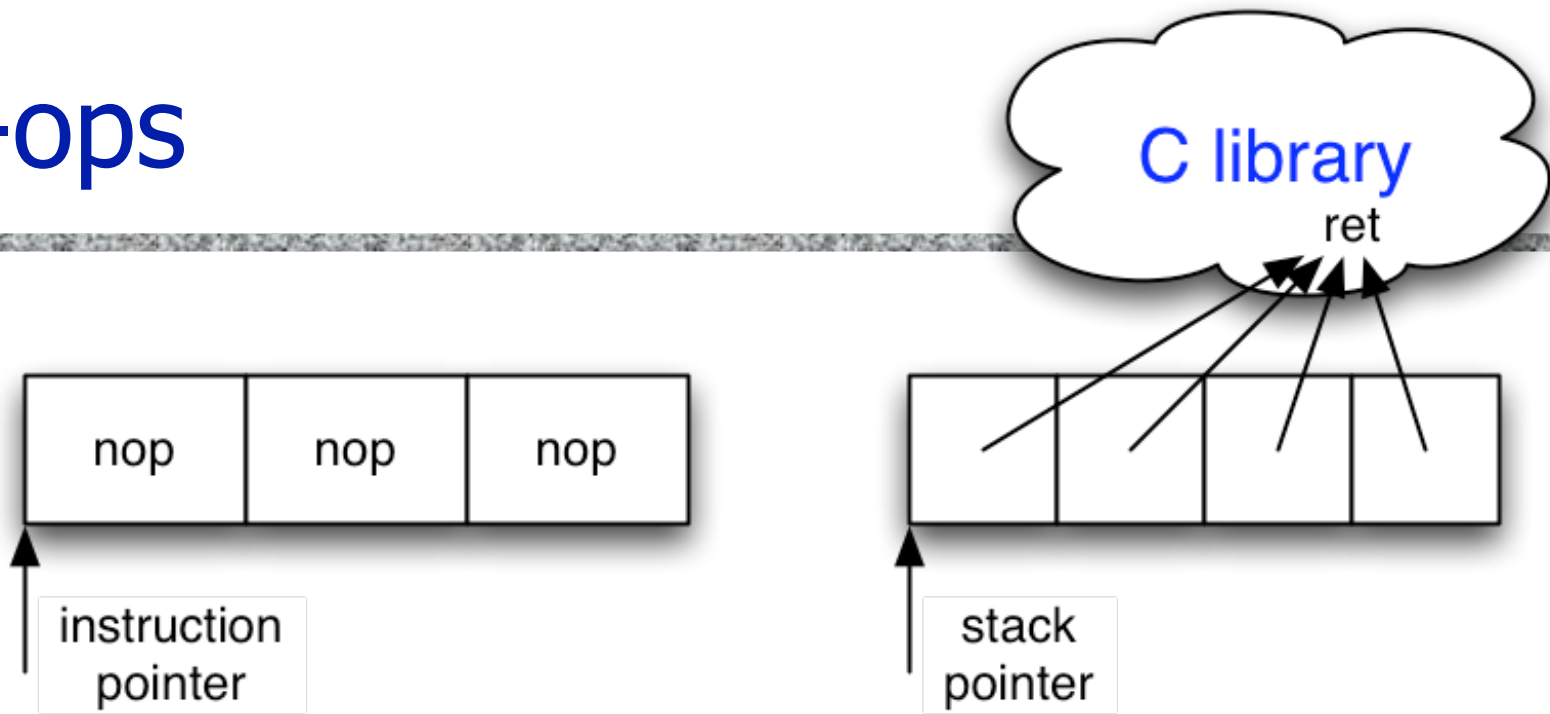 -ops
C library
ret
nop nop nop
instruction
pointer
stack
pointer